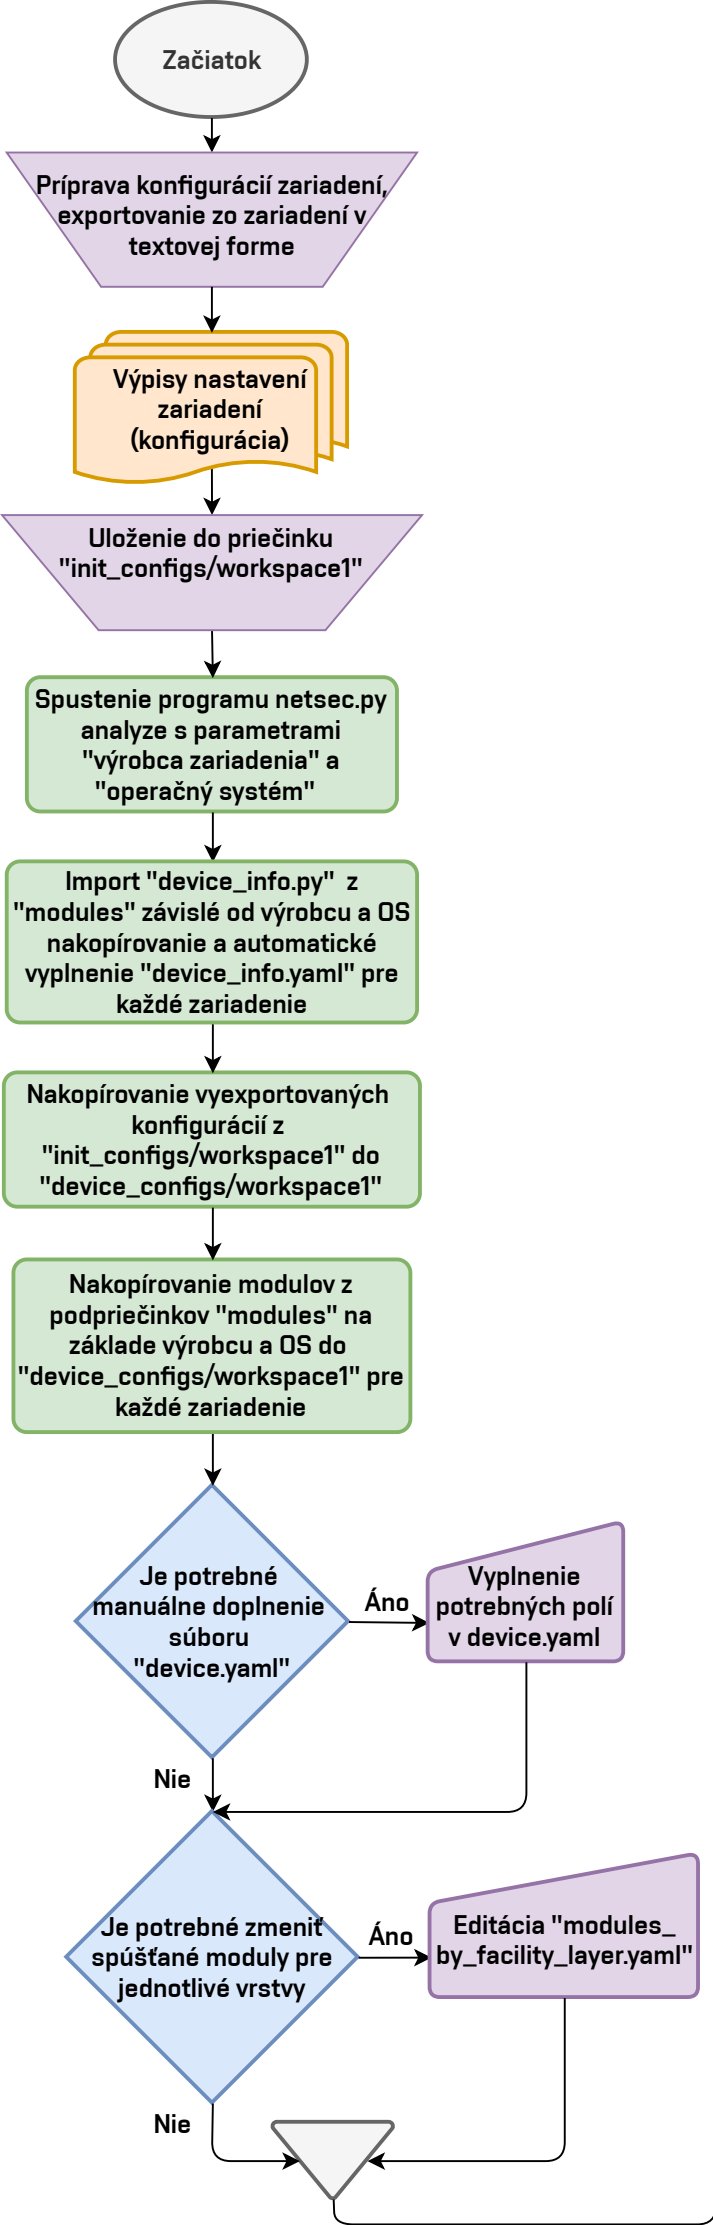 Začiatok
Príprava konfigurácií zariadení,
exportovanie zo zariadení v
textovej forme
Výpisy nastavení
zariadení
(konfigurácia)
Uloženie do priečinku
"init_configs/workspace1"
Spustenie programu netsec.py
analyze s parametrami
"výrobca zariadenia" a
"operačný systém"
Import "device_info.py" z
"modules" závislé od výrobcu a OS
nakopírovanie a automatické
vyplnenie "device_info.yaml" pre
každé zariadenie
Nakopírovanie vyexportovaných
konfigurácií z
"init_configs/workspace1" do
"device_configs/workspace1"
Nakopírovanie modulov z
podpriečinkov "modules" na
základe výrobcu a OS do
"device_configs/workspace1" pre
každé zariadenie
Je potrebné
manuálne doplnenie
súboru
"device.yaml"
Áno
Vyplnenie
potrebných polí
v device.yaml
Nie
Je potrebné zmeniť
spúšťané moduly pre
jednotlivé vrstvy
Áno
Editácia "modules_
by_facility_layer.yaml"
Nie